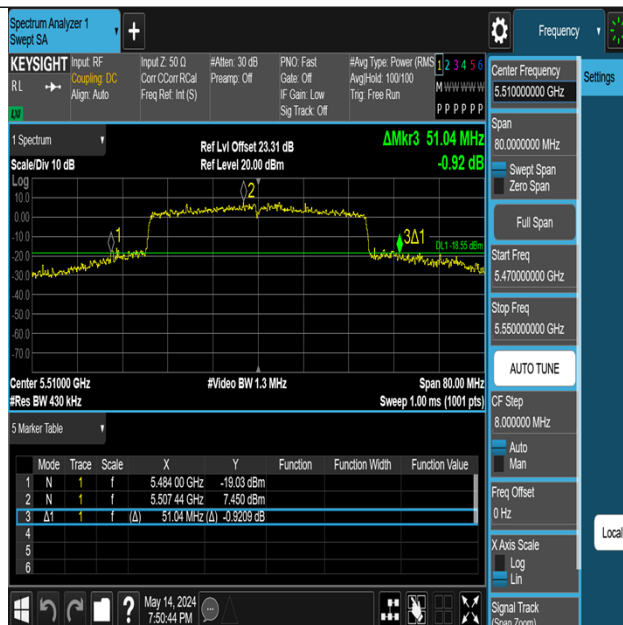 Spectrum Analyzer 1
Swept SA
+
Frequency
KEYSIGHT
RL
Input: RF
Coupling: DC
Align: Auto
Input Z: 50 Ω
Corr CCorr RCal
Freq Ref: Int (S)
#Atten: 30 dB
Preamp: Off
PNO: Fast
Gate: Off
IF Gain: Low
Sig Track: Off
#Avg Type: Power (RMS
Avg|Hold: 100/100
Trig: Free Run
1 2 3 4 5 6
M W W W W W
P P P P P P
1 Spectrum
Scale/Div 10 dB
Log
Ref Lvl Offset 23.31 dB
Ref Level 20.00 dBm
ΔMkr3 51.04 MHz
-0.92 dB
10.0
0.00
-10.0
-20.0
-30.0
-40.0
-50.0
-60.0
-70.0
1
2
3Δ1
DL1 -18.55 dBm
Center 5.51000 GHz
#Video BW 1.3 MHz
Span 80.00 MHz
#Res BW 430 kHz
Sweep 1.00 ms (1001 pts)
5 Marker Table
Mode Trace Scale X Y Function Function Width Function Value
1 N 1 f 5.484 00 GHz -19.03 dBm
2 N 1 f 5.507 44 GHz 7.450 dBm
3 Δ1 1 f (Δ) 51.04 MHz (Δ) -0.9209 dB
4
5
6
May 14, 2024
7:50:44 PM
?
Center Frequency
5.510000000 GHz
Settings
Span
80.0000000 MHz
Swept Span
Zero Span
Full Span
Start Freq
5.470000000 GHz
Stop Freq
5.550000000 GHz
AUTO TUNE
CF Step
8.000000 MHz
Auto
Man
Freq Offset
0 Hz
X Axis Scale
Log
Lin
Local
Signal Track
(Span Zoom)